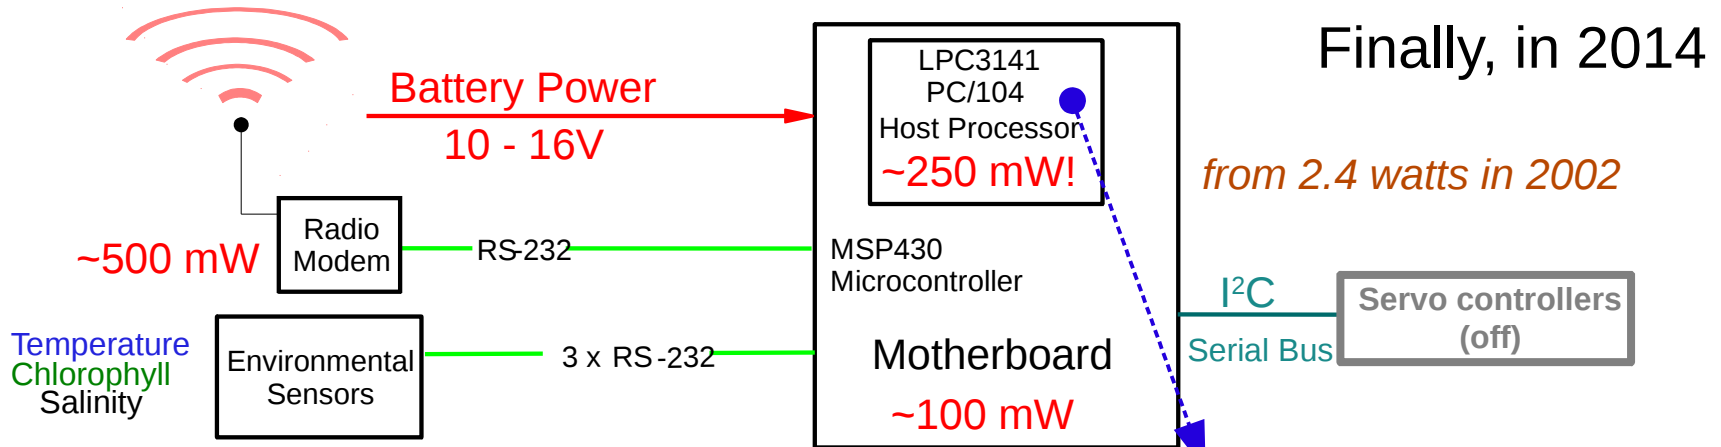 Finally, in 2014
LPC3141
PC/104
Host Processor
~250 mW!
Battery Power
10 - 16V
from 2.4 watts in 2002
Radio
Modem
~500 mW
RS-232
MSP430
Microcontroller
I²C
Serial Bus
Servo controllers
(off)
Temperature
Chlorophyll
Salinity
Environmental
Sensors
3 x RS-232
Motherboard
~100 mW